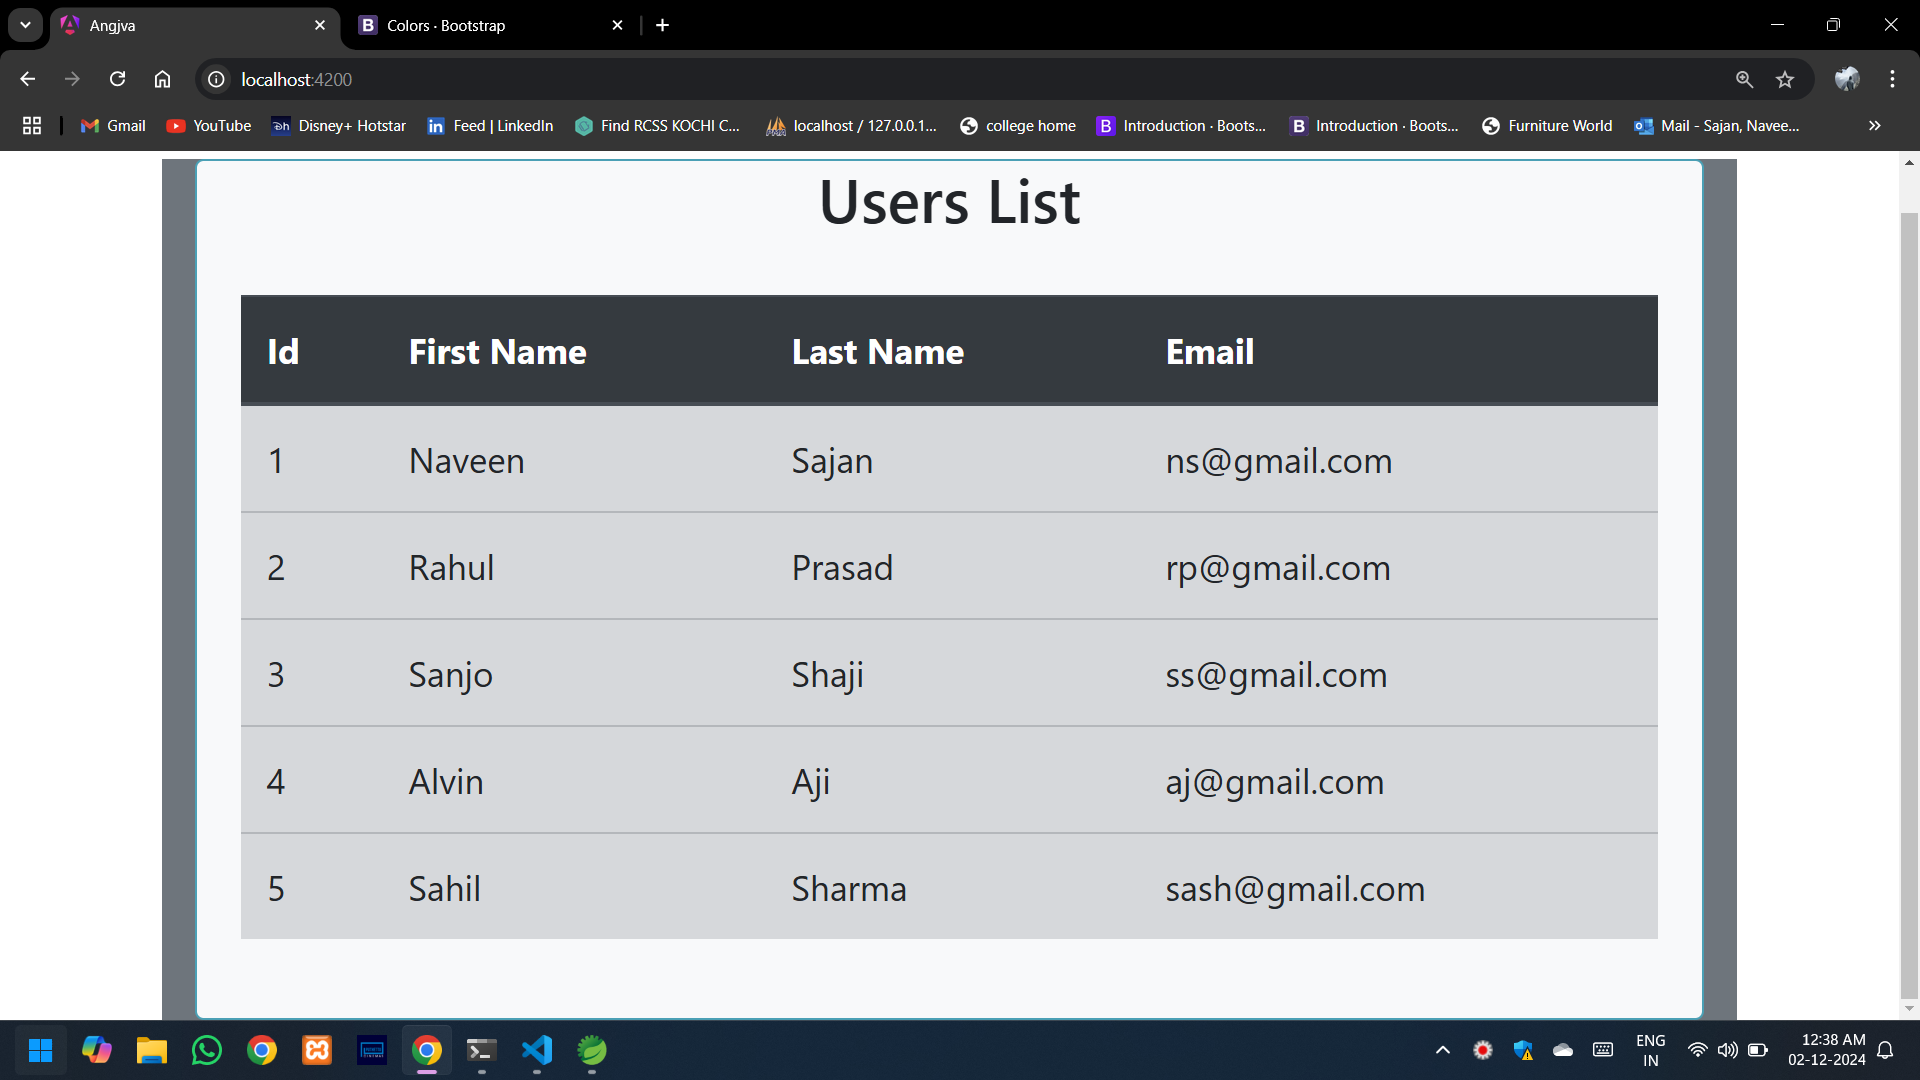 Angjva
Colors · Bootstrap
localhost:4200
Gmail YouTube Disney+ Hotstar Feed | LinkedIn Find RCSS KOCHI C... localhost / 127.0.0.1... college home Introduction · Boots... Introduction · Boots... Furniture World Mail - Sajan, Navee...
Users List
Id First Name Last Name Email
1 Naveen Sajan ns@gmail.com
2 Rahul Prasad rp@gmail.com
3 Sanjo Shaji ss@gmail.com
4 Alvin Aji aj@gmail.com
5 Sahil Sharma sash@gmail.com
ENG
IN
12:38 AM
02-12-2024